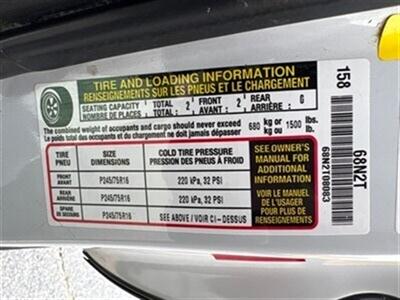 TIRE AND LOADING INFORMATION
RENSEIGNEMENTS SUR LES PNEUS ET LE CHARGEMENT
SEATING CAPACITY TOTAL : 2 FRONT : 2 REAR : 0
NOMBRE DE PLACES TOTAL AVANT ARRIÈRE
The combined weight of occupants and cargo should never exceed 680 kg or 1500 lbs.
Le poids total des occupants et du chargement ne doit jamais dépasser kg ou lb.
TIRE SIZE COLD TIRE PRESSURE
PNEU DIMENSIONS PRESSION DES PNEUS À FROID
FRONT
AVANT P245/75R16 220 kPa, 32 PSI
REAR
ARRIÈRE P245/75R16 220 kPa, 32 PSI
SPARE
DE SECOURS P245/75R16 SEE ABOVE / VOIR CI - DESSUS
SEE OWNER'S
MANUAL FOR
ADDITIONAL
INFORMATION
VOIR LE MANUEL
DE L'USAGER
POUR PLUS DE
RENSEIGNEMENTS
158
68N2T
68N2T08083